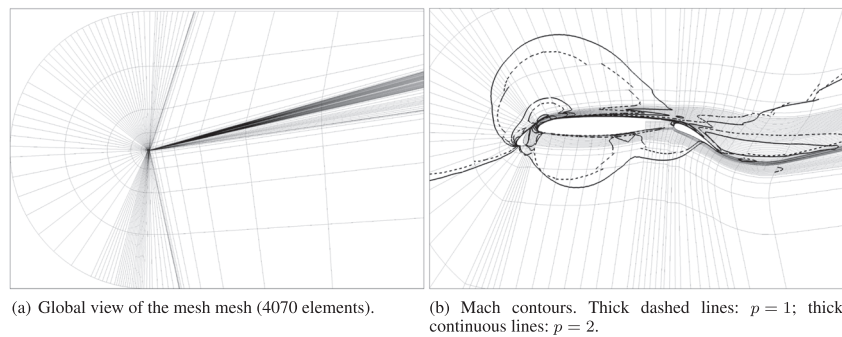 (a) Global view of the mesh mesh (4070 elements).
(b) Mach contours. Thick dashed lines: p = 1; thick
continuous lines: p = 2.